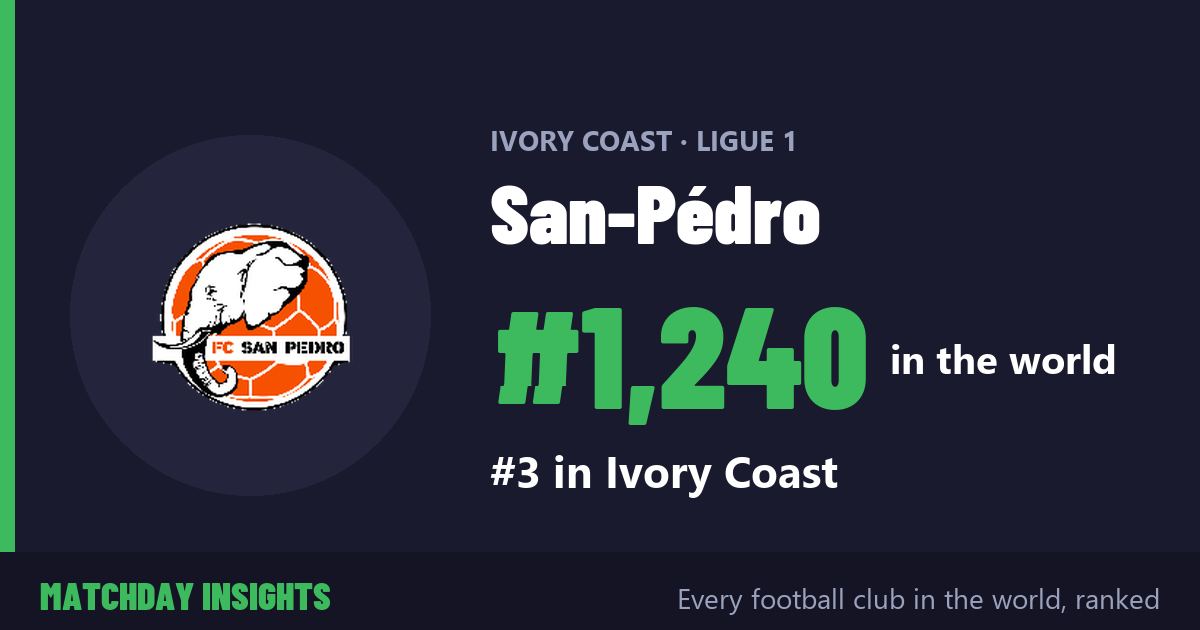 IVORY COAST · LIGUE 1
San-Pédro
#1,240 in the world
#3 in Ivory Coast
FC SAN PEDRO
MATCHDAY INSIGHTS
Every football club in the world, ranked